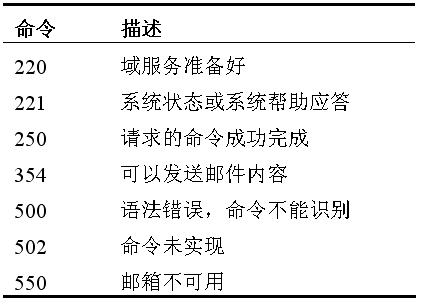 命令 描述
220 域服务准备好
221 系统状态或系统帮助应答
250 请求的命令成功完成
354 可以发送邮件内容
500 语法错误，命令不能识别
502 命令未实现
550 邮箱不可用